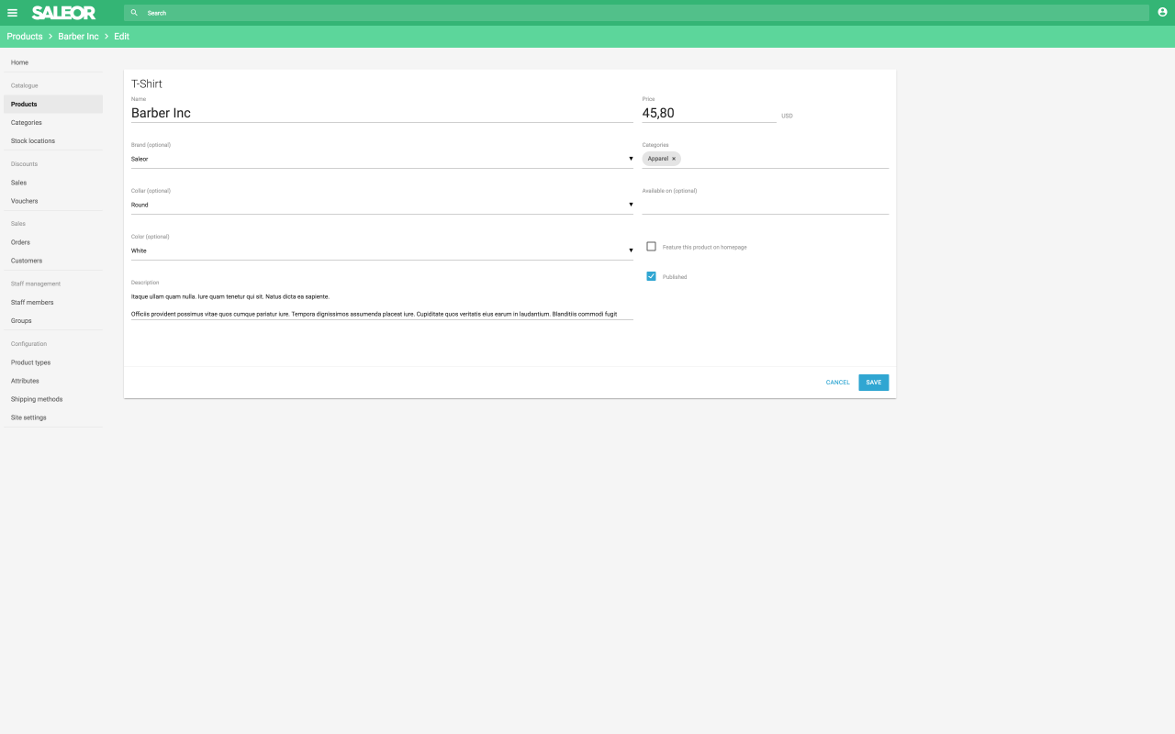 SALEOR
Search
Products > Barber Inc > Edit
Home
Catalogue
Products
Categories
Stock locations
Discounts
Sales
Vouchers
Sales
Orders
Customers
Staff management
Staff members
Groups
Configuration
Product types
Attributes
Shipping methods
Site settings
T-Shirt
Name
Barber Inc
Price
45,80
USD
Brand (optional)
Saleor
Categories
Apparel ×
Collar (optional)
Round
Available on (optional)
Color (optional)
White
Feature this product on homepage
Published
Description
Itaque ullam quam nulla. Iure quam tenetur qui sit. Natus dicta ea sapiente.
Officiis provident possimus vitae quos cumque pariatur iure. Tempora dignissimos assumenda placeat iure. Cupiditate quos veritatis eius earum in laudantium. Blanditiis commodi fugit
CANCEL
SAVE